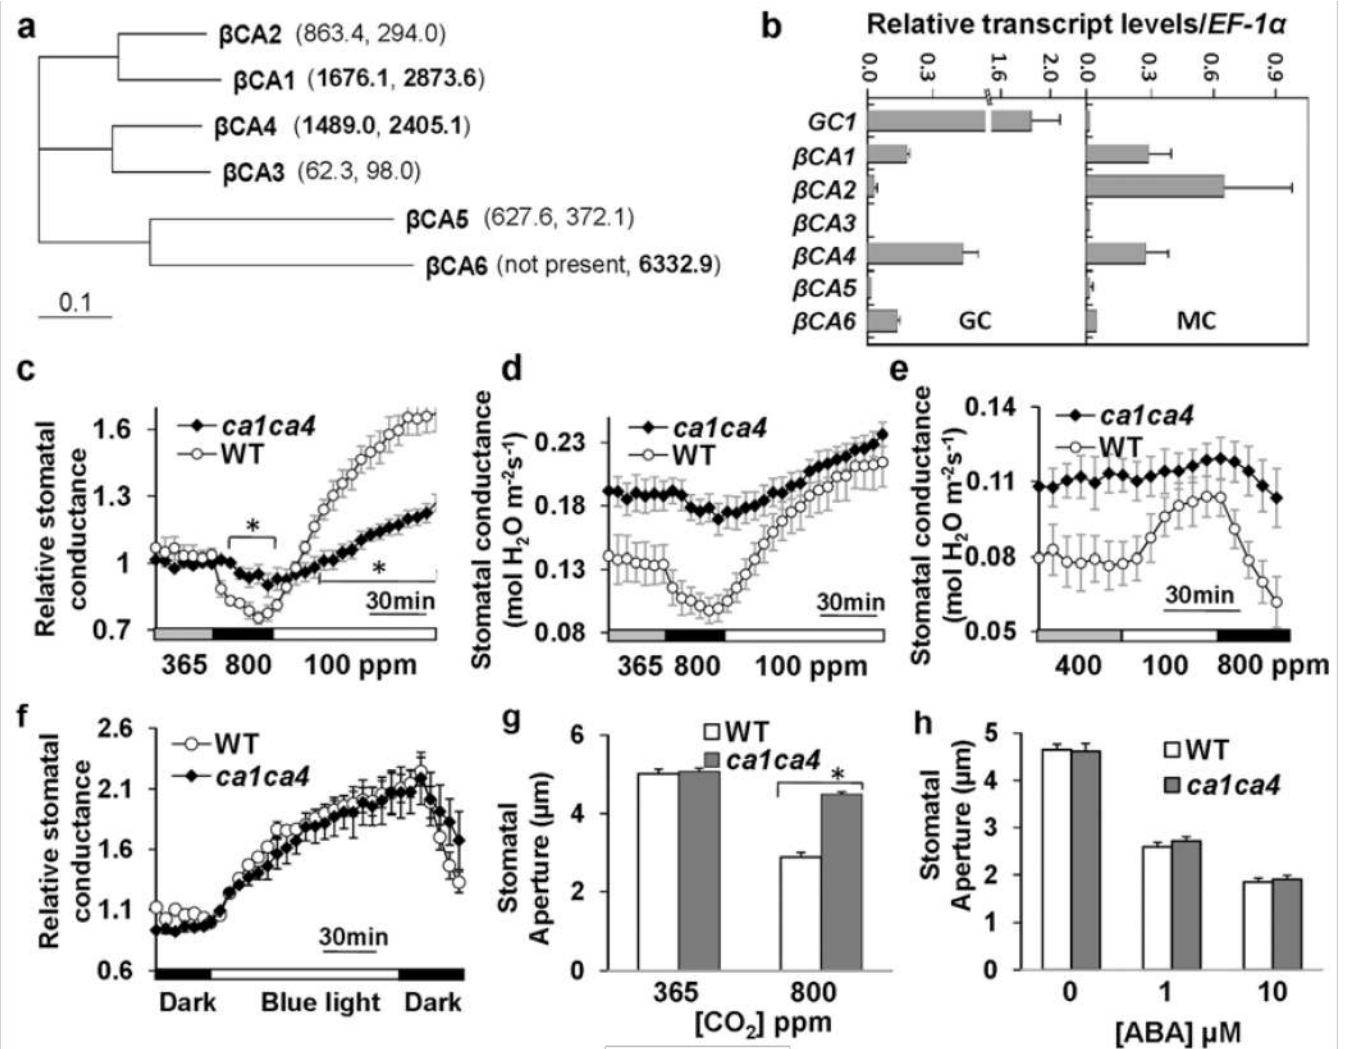 a
βCA2 (863.4, 294.0)
βCA1 (1676.1, 2873.6)
βCA4 (1489.0, 2405.1)
βCA3 (62.3, 98.0)
βCA5 (627.6, 372.1)
βCA6 (not present, 6332.9)
0.1
b
Relative transcript levels/EF-1α
0.0 0.3 1.6 2.0 0.0 0.3 0.6 0.9
GC1
βCA1
βCA2
βCA3
βCA4
βCA5
βCA6
GC MC
c
Relative stomatal
conductance
1.6
1.3
1
0.7
ca1ca4
WT
*
*
30min
365 800 100 ppm
d
Stomatal conductance
(mol H₂O m⁻²s⁻¹)
0.23
0.18
0.13
0.08
ca1ca4
WT
30min
365 800 100 ppm
e
Stomatal conductance
(mol H₂O m⁻²s⁻¹)
0.14
0.11
0.08
0.05
ca1ca4
WT
30min
400 100 800 ppm
f
Relative stomatal
conductance
2.6
2.1
1.6
1.1
0.6
WT
ca1ca4
30min
Dark Blue light Dark
g
Stomatal
Aperture (μm)
6
4
2
0
WT
ca1ca4
*
365 800
[CO₂] ppm
h
Stomatal
Aperture (μm)
5
4
3
2
1
0
WT
ca1ca4
0 1 10
[ABA] μM